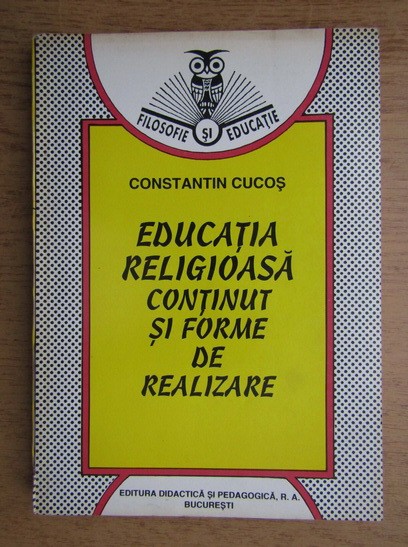 FILOSOFIE ȘI EDUCAȚIE
CONSTANTIN CUCOȘ
EDUCAȚIA
RELIGIOASĂ
CONȚINUT
ȘI FORME
DE
REALIZARE
EDITURA DIDACTICĂ ȘI PEDAGOGICĂ, R. A.
BUCUREȘTI